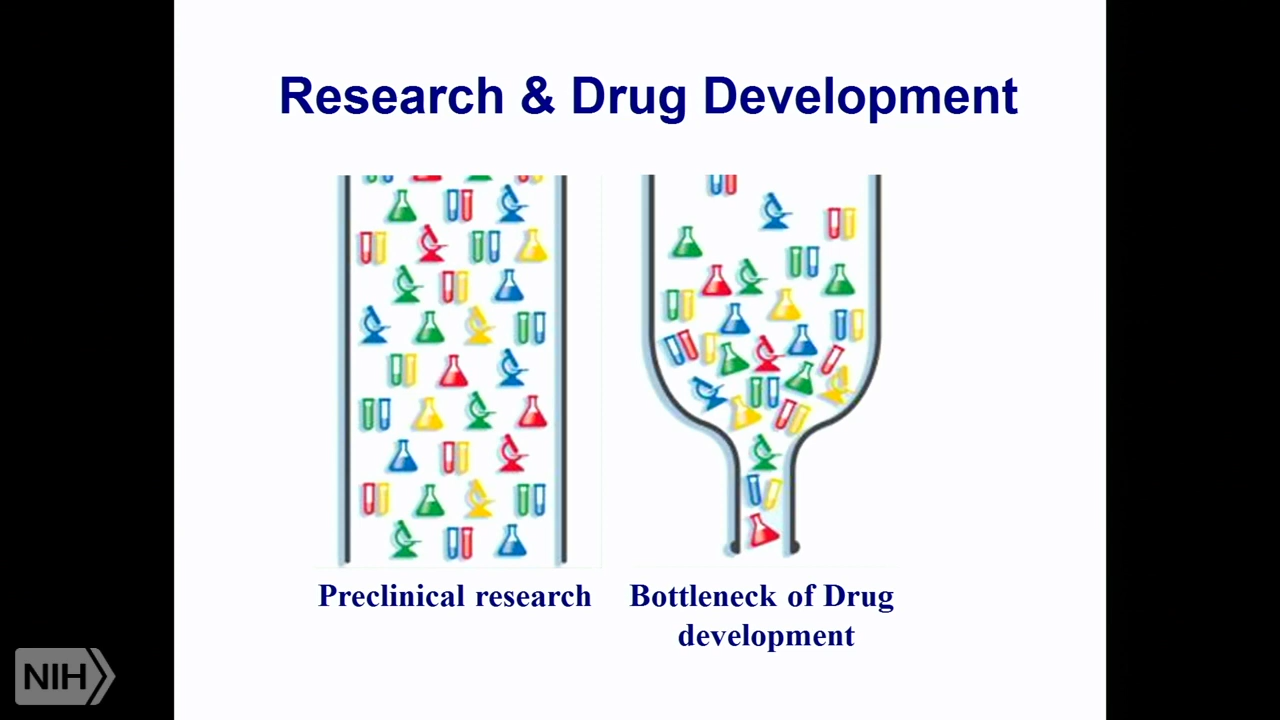 Research & Drug Development
Preclinical research
Bottleneck of Drug
development
NIH